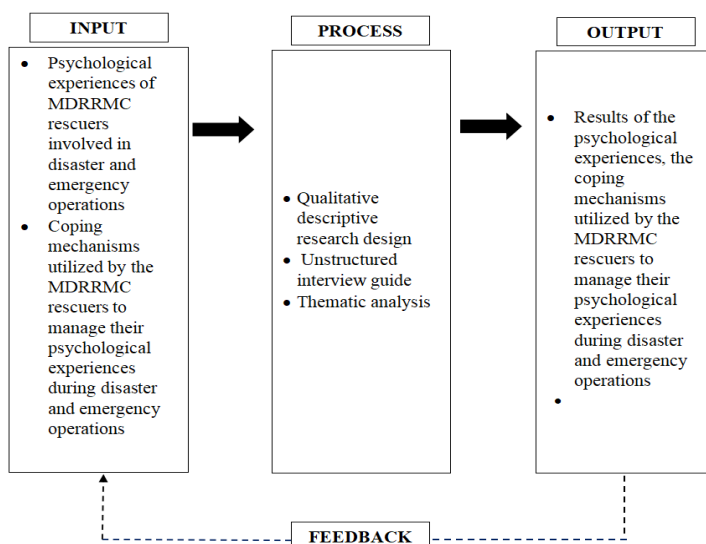 INPUT
• Psychological
experiences of
MDRRMC
rescuers
involved in
disaster and
emergency
operations
• Coping
mechanisms
utilized by the
MDRRMC
rescuers to
manage their
psychological
experiences
during disaster
and emergency
operations
PROCESS
• Qualitative
descriptive
research design
• Unstructured
interview guide
• Thematic analysis
OUTPUT
• Results of the
psychological
experiences, the
coping
mechanisms
utilized by the
MDRRMC
rescuers to
manage their
psychological
experiences
during disaster
and emergency
operations
•
FEEDBACK